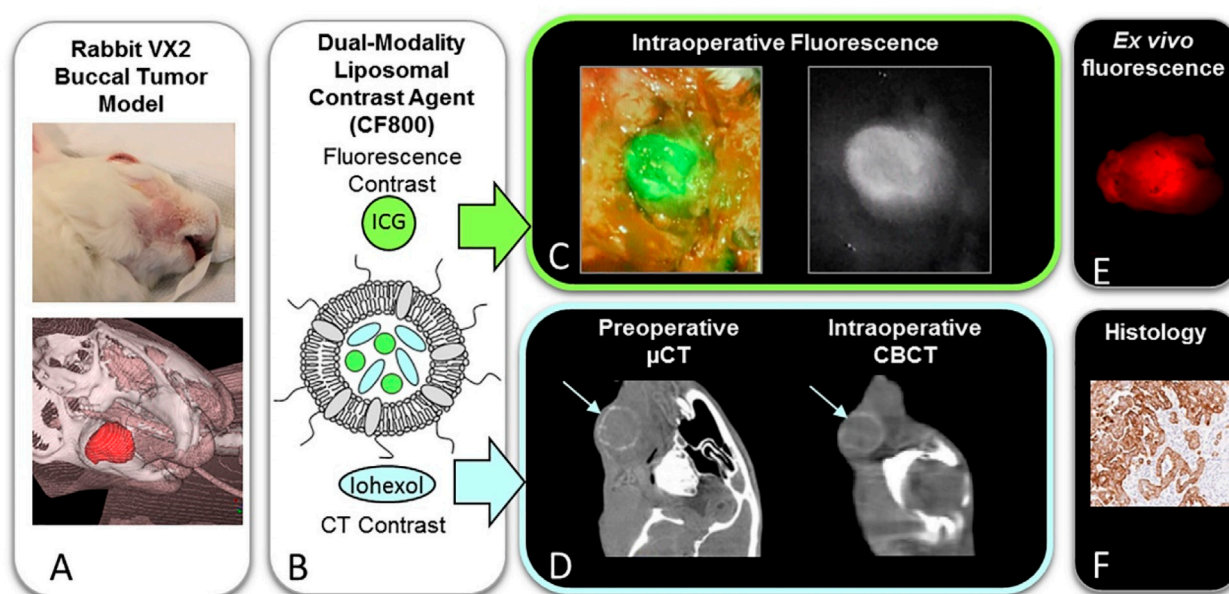 Rabbit VX2
Buccal Tumor
Model
A
Dual-Modality
Liposomal
Contrast Agent
(CF800)
Fluorescence
Contrast
ICG
Iohexol
CT Contrast
B
Intraoperative Fluorescence
C
Preoperative
µCT
Intraoperative
CBCT
D
Ex vivo
fluorescence
E
Histology
F